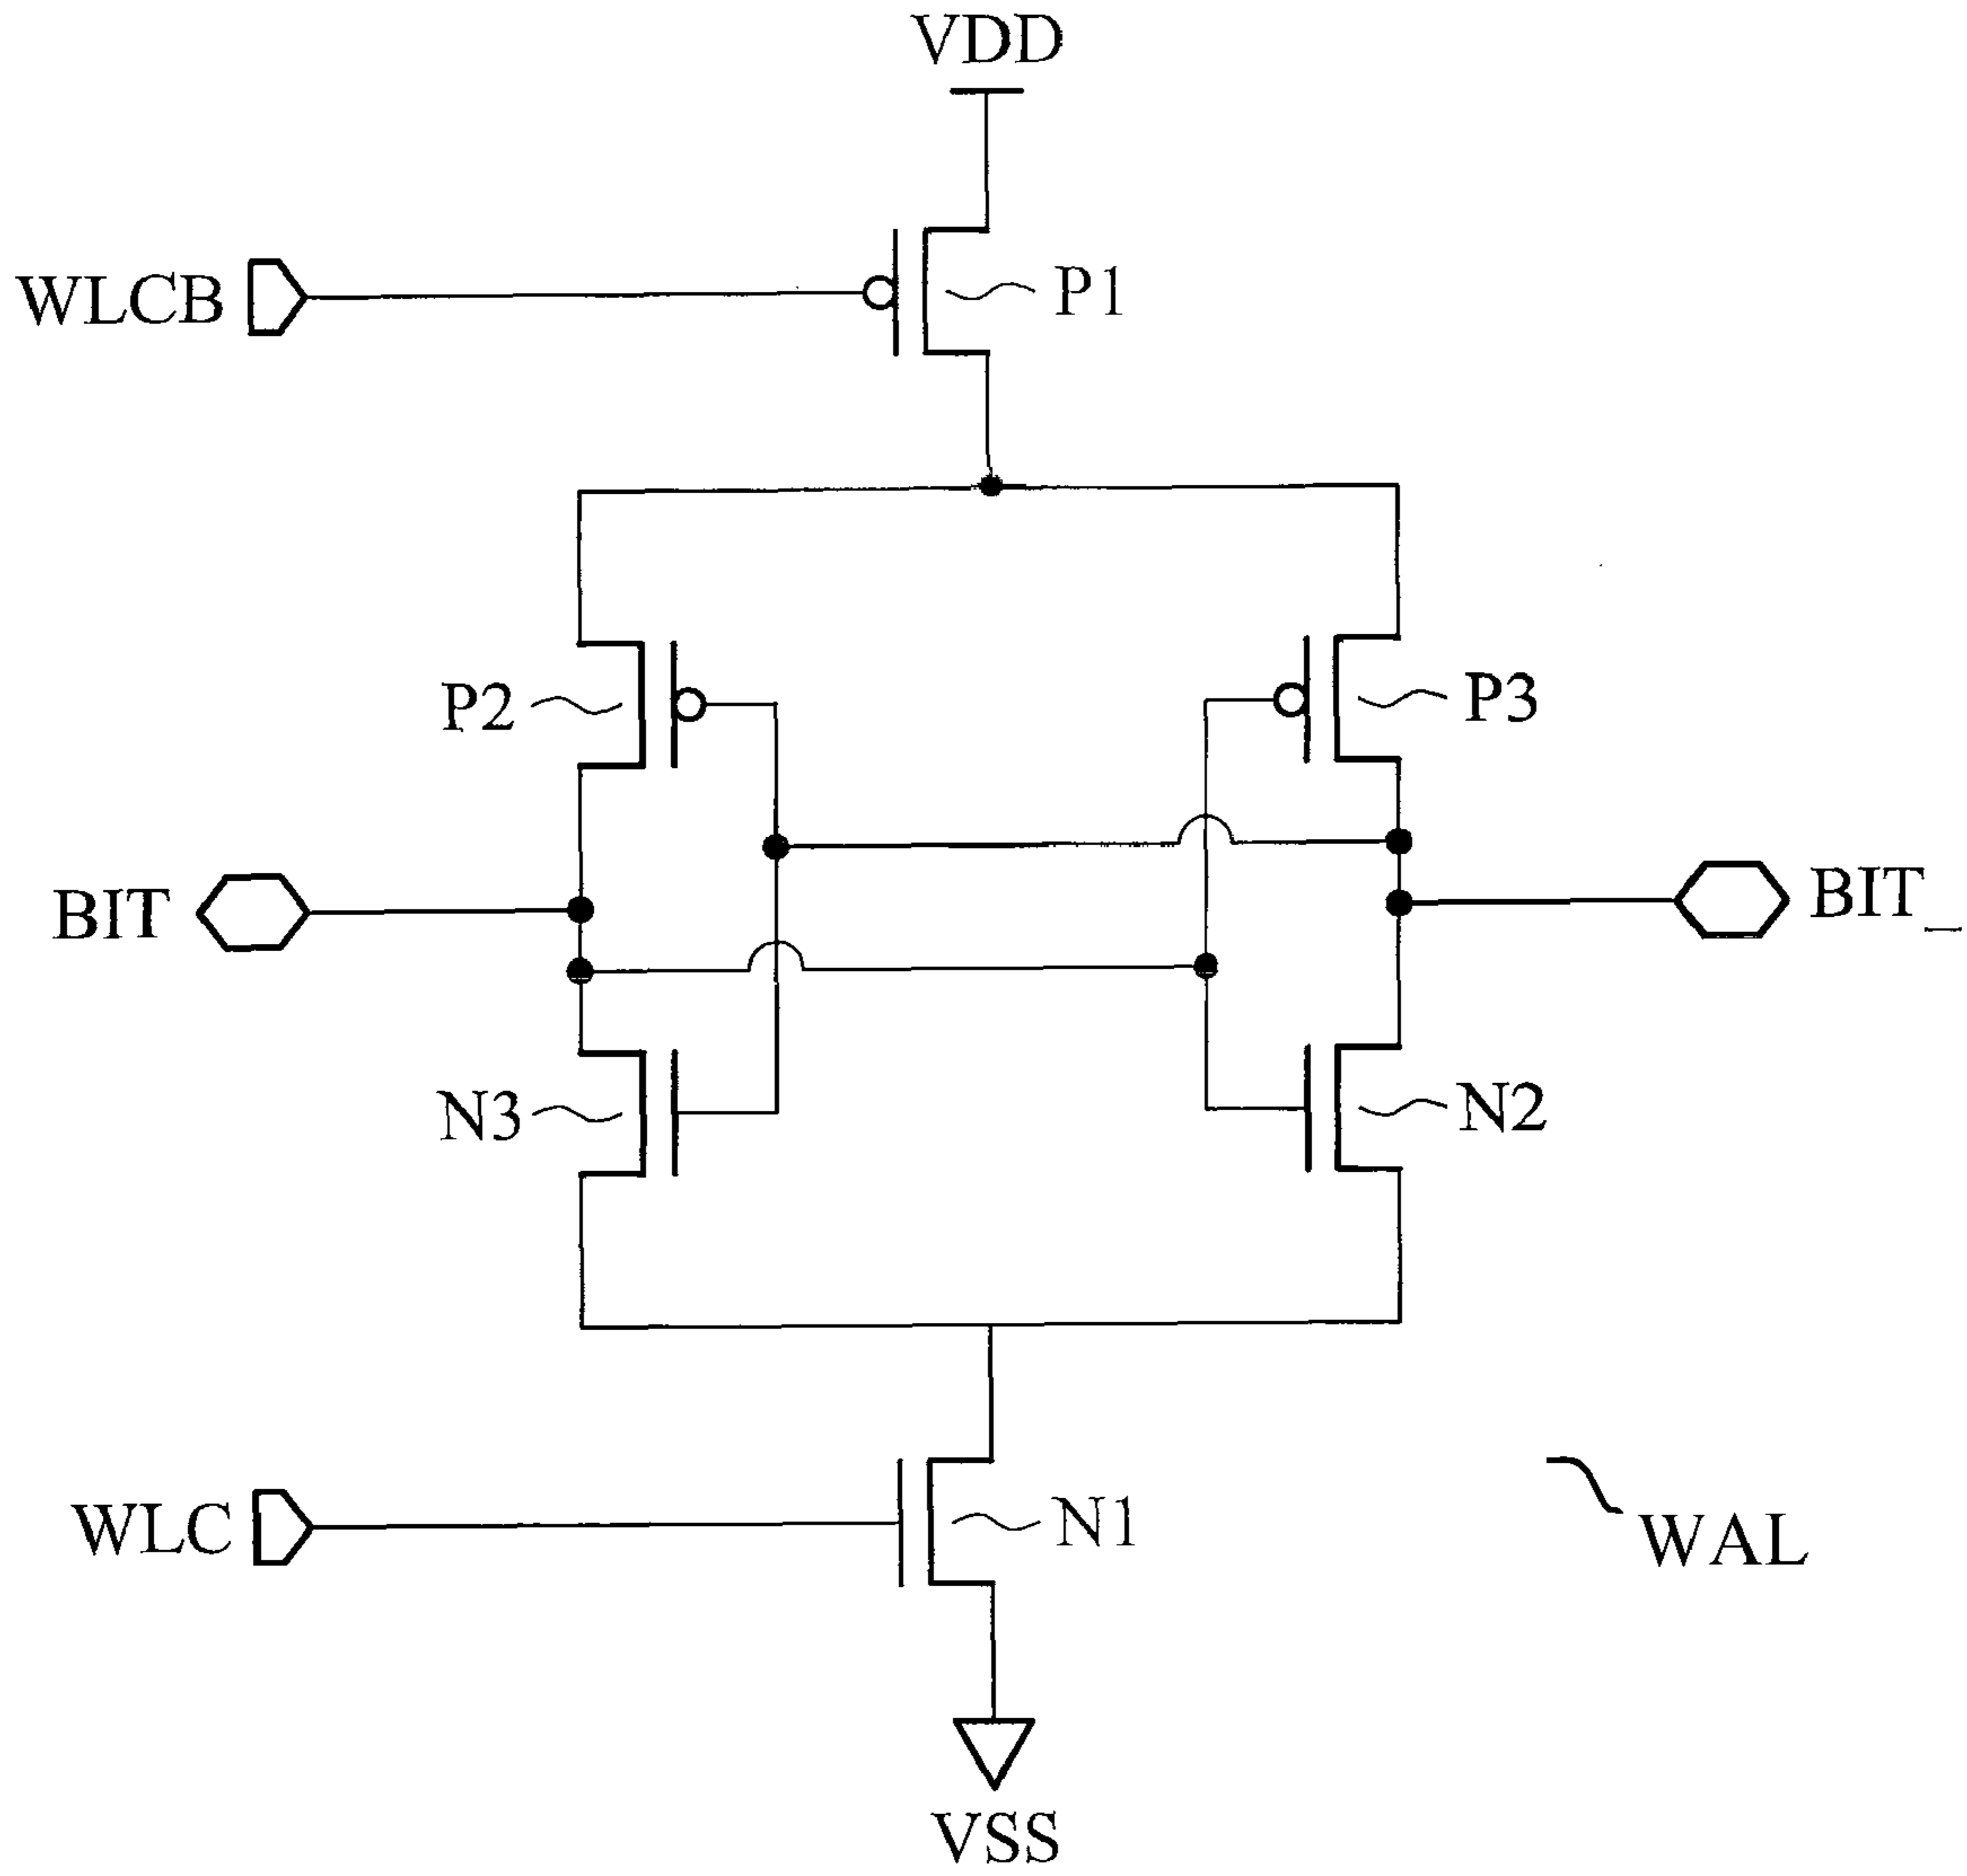 VDD
WLCB
P1
P2
P3
BIT
BIT_
N3
N2
WLC
N1
WAL
VSS